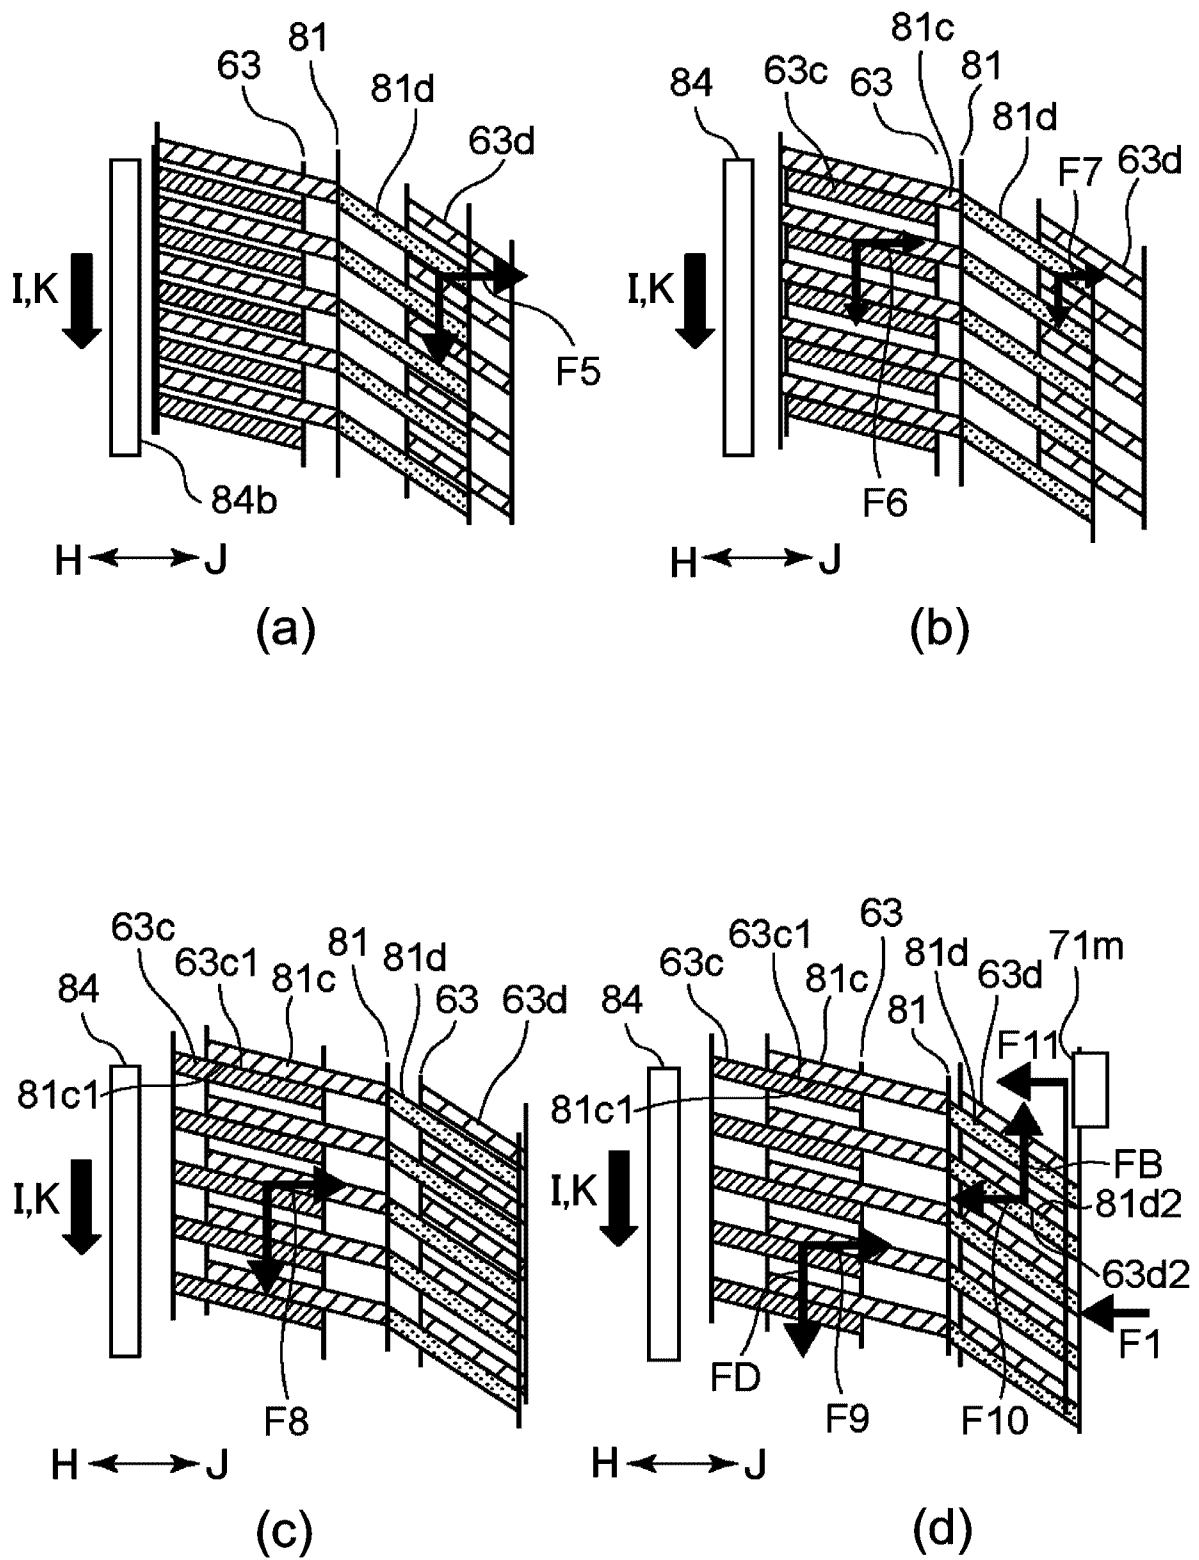 81
63
81d
63d
I,K
F5
84b
H J
(a)
81c
63c 63 81
84
81d
F7 63d
I,K
F6
H J
(b)
63c
63c1
81
81d
84
81c
63
63d
81c1
I,K
F8
H J
(c)
63
63c1
63c
81c
81d
71m
84
81
63d
F11
81c1
I,K
FB
81d2
63d2
F1
FD
F9
F10
H J
(d)